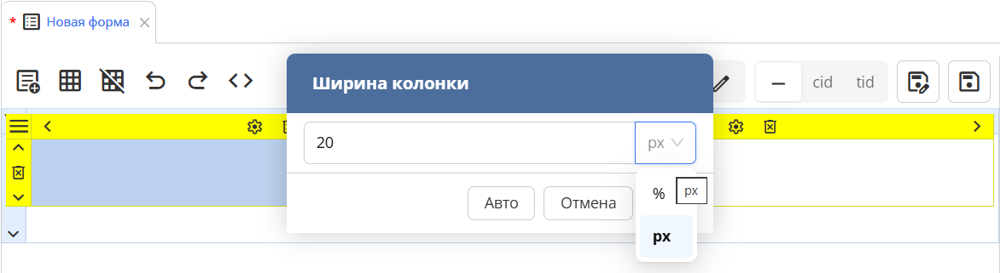 * Новая форма
Ширина колонки
cid tid
20 px
Авто Отмена
% px
px